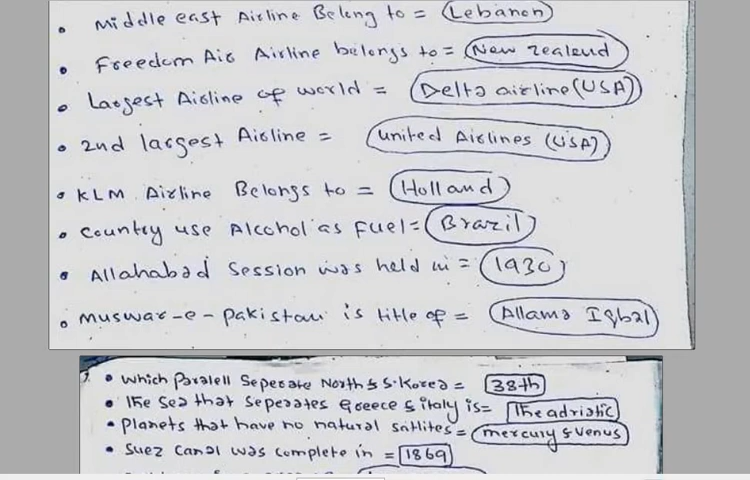 • Middle east Airline Belong to = Lebanon
• Freedom Air Airline belongs to = New zealand
• Largest Airline of world = Delta airline (USA)
• 2nd largest Airline = united Airlines (USA)
• KLM Airline Belongs to = Holland
• Country use Alcohol as Fuel = Brazil
• Allahabad Session was held in = 1930
• Muswar-e-pakistan is title of = Allama Iqbal
• which Paralell Seperate North & S. Korea = 38th
• The Sea that Seperates Greece & italy is = The adriatic
• Planets that have no natural satlites = mercury & venus
• Suez Canal was complete in = 1869